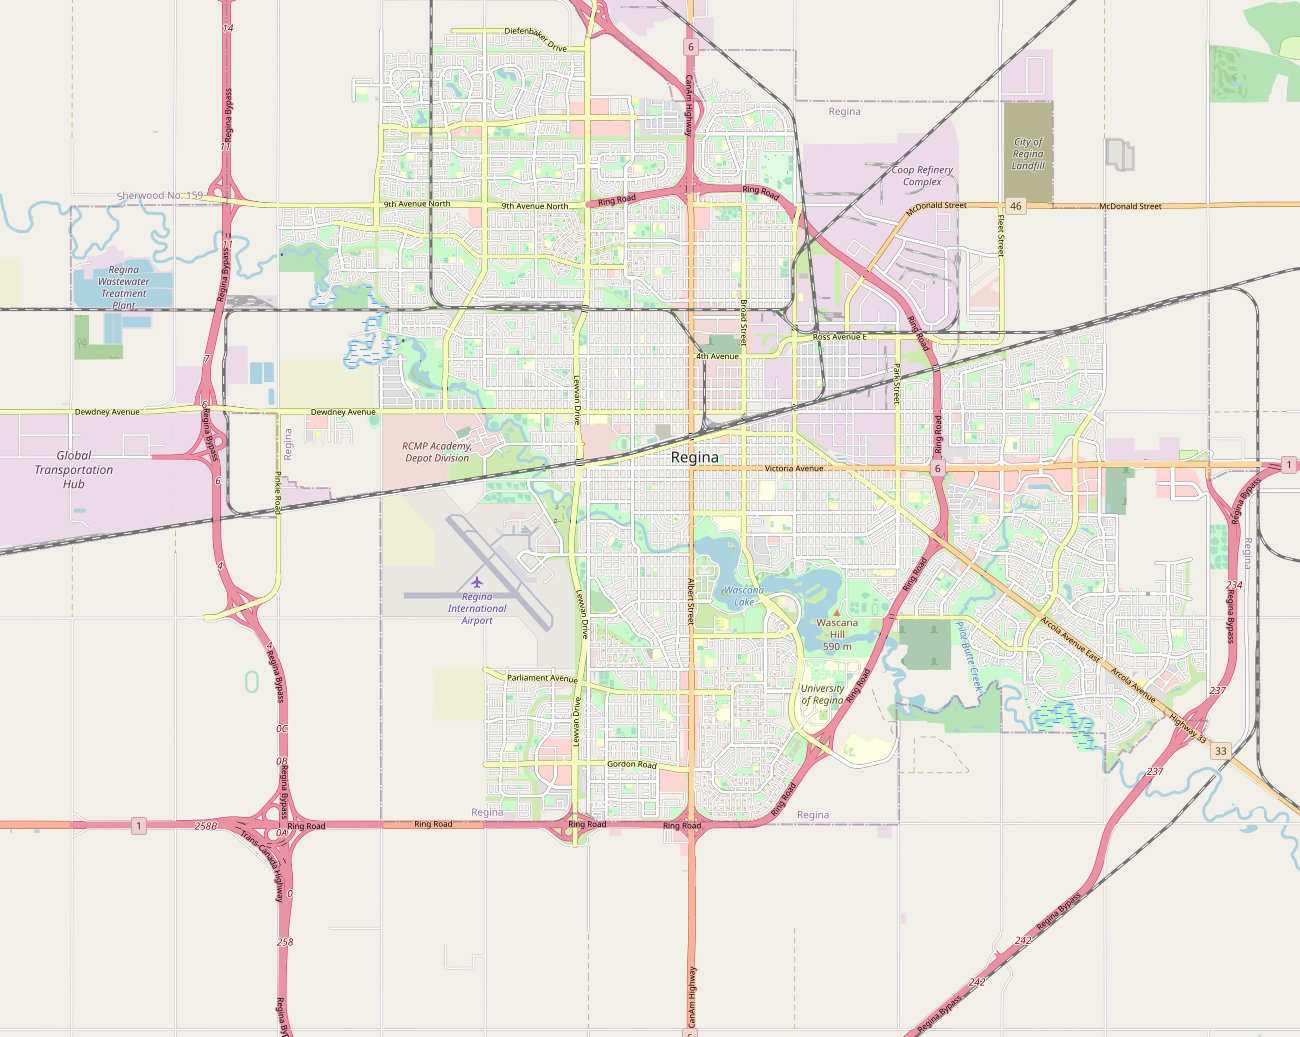 14
Diefenbaker Drive
6
Regina Bypass
CanAm Highway
Regina
City of
Regina
Landfill
11
Coop Refinery
Complex
Sherwood No. 159
Ring Road
Ring Road
9th Avenue North
9th Avenue North
McDonald Street
46
McDonald Street
Fleet Street
11
Regina Bypass
Regina
Wastewater
Treatment
Plant
Broad Street
Ring Road
Ross Avenue E
4th Avenue
7
Park Street
Lewvan Drive
6
Dewdney Avenue
Dewdney Avenue
Regina Bypass
Ring Road
Regina
RCMP Academy,
Depot Division
Global
Transportation
Hub
Regina
Victoria Avenue
6
1
6
Pinkie Road
Regina Bypass
Regina
4
Ring Road
234
Regina
International
Airport
Lewvan Drive
Albert Street
Wascana
Lake
Wascana
Hill
590 m
Regina Bypass
Arcola Avenue East
Pilot Butte Creek
4
Regina Bypass
Parliament Avenue
University
of Regina
Ring Road
Arcola Avenue
237
Lewvan Drive
0C
Highway 33
33
0B
Gordon Road
237
Regina Bypass
Ring Road
Regina
Regina
1
258B
0A
Ring Road
Ring Road
Ring Road
Ring Road
Trans-Canada Highway
0
Regina Bypass
258
242
242
CanAm Highway
Regina By
Regina Bypass